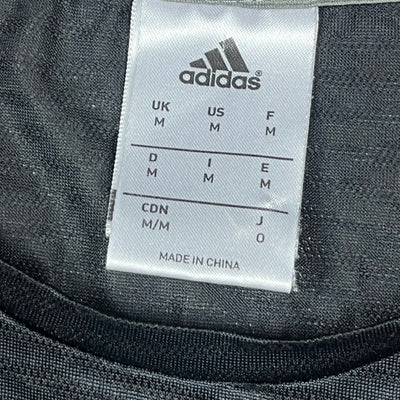 adidas®
UK US F
M M M
D I E
M M M
CDN J
M/M O
MADE IN CHINA